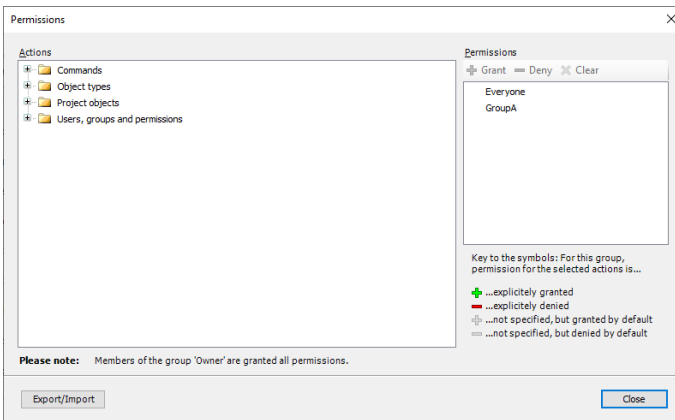 Permissions
Actions
Commands
Object types
Project objects
Users, groups and permissions
Permissions
Grant Deny Clear
Everyone
GroupA
Key to the symbols: For this group,
permission for the selected actions is...
...explicitely granted
...explicitely denied
...not specified, but granted by default
...not specified, but denied by default
Please note: Members of the group 'Owner' are granted all permissions.
Export/Import
Close